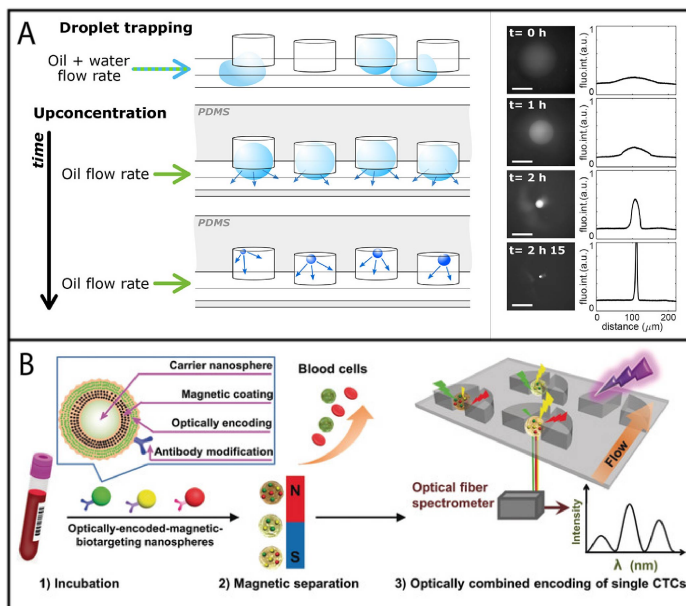 A
Droplet trapping
Oil + water
flow rate
Upconcentration
time
PDMS
Oil flow rate
PDMS
Oil flow rate
t= 0 h
fluo.int.(a.u.)
1
0
t= 1 h
fluo.int.(a.u.)
1
0
t= 2 h
fluo.int.(a.u.)
1
0
t= 2 h 15
fluo.int.(a.u.)
1
0
0 100 200
distance (μm)
B
Carrier nanosphere
Magnetic coating
Optically encoding
Antibody modification
Blood cells
Optically-encoded-magnetic-
biotargeting nanospheres
N
S
Flow
Optical fiber
spectrometer
Intensity
λ (nm)
1) Incubation
2) Magnetic separation
3) Optically combined encoding of single CTCs